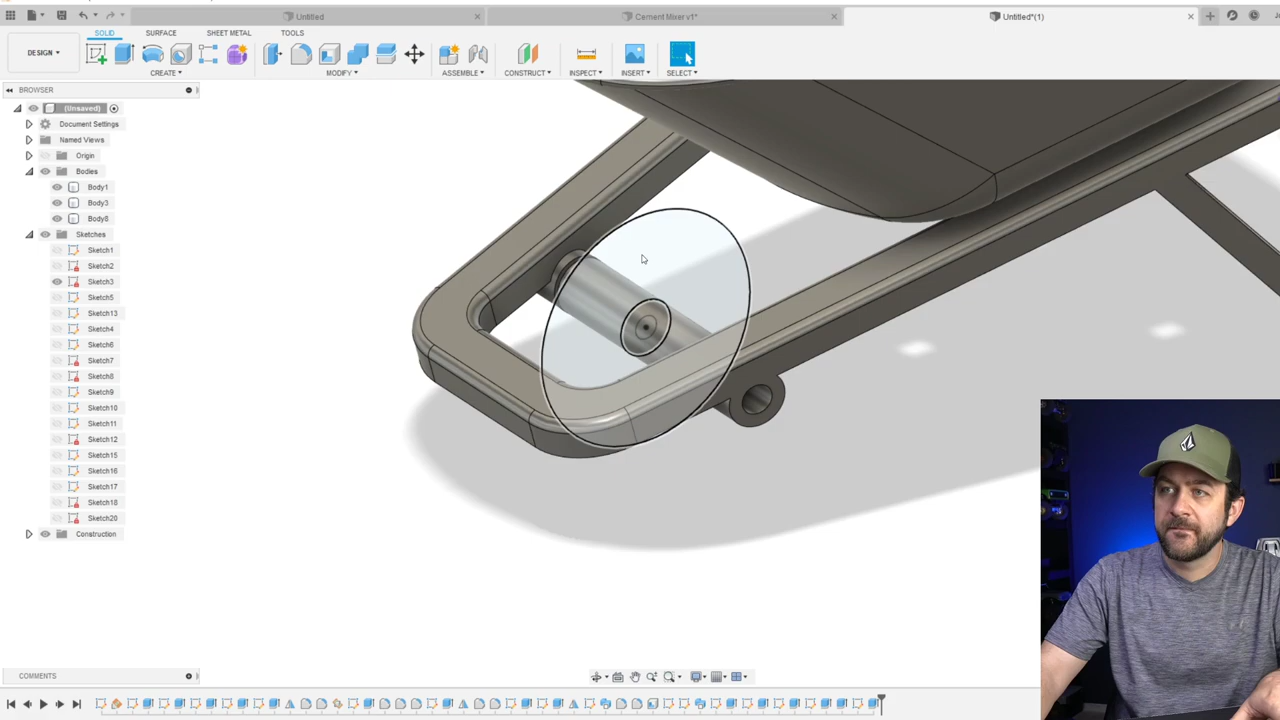 Untitled
Cement Mixer v1*
Untitled*(1)
SOLID
SURFACE
SHEET METAL
TOOLS
DESIGN
CREATE
MODIFY
ASSEMBLE
CONSTRUCT
INSPECT
INSERT
SELECT
BROWSER
(Unsaved)
Document Settings
Named Views
Origin
Bodies
Body1
Body3
Body8
Sketches
Sketch1
Sketch2
Sketch3
Sketch5
Sketch13
Sketch4
Sketch6
Sketch7
Sketch8
Sketch9
Sketch10
Sketch11
Sketch12
Sketch15
Sketch16
Sketch17
Sketch18
Sketch20
Construction
COMMENTS